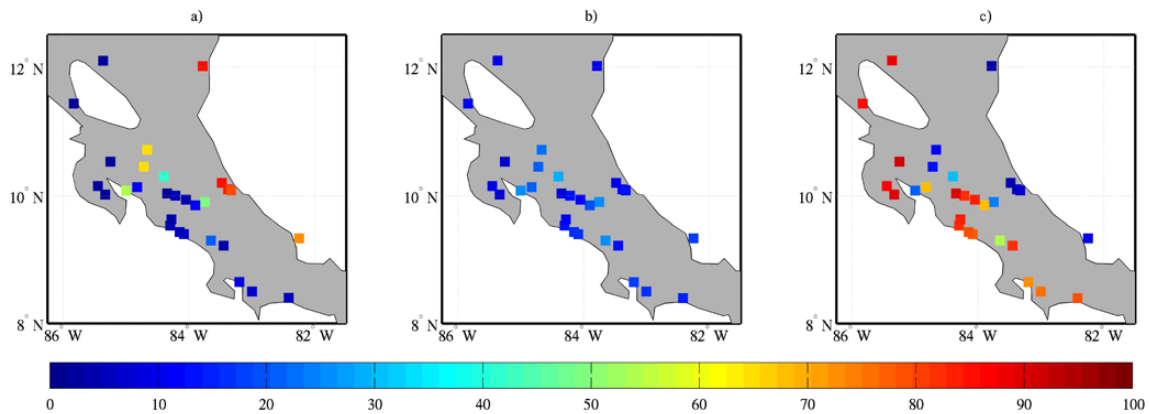 a) b) c)
12° N 12° N 12° N
10° N 10° N 10° N
8° N 8° N 8° N
86° W 84° W 82° W 86° W 84° W 82° W 86° W 84° W 82° W
0 10 20 30 40 50 60 70 80 90 100